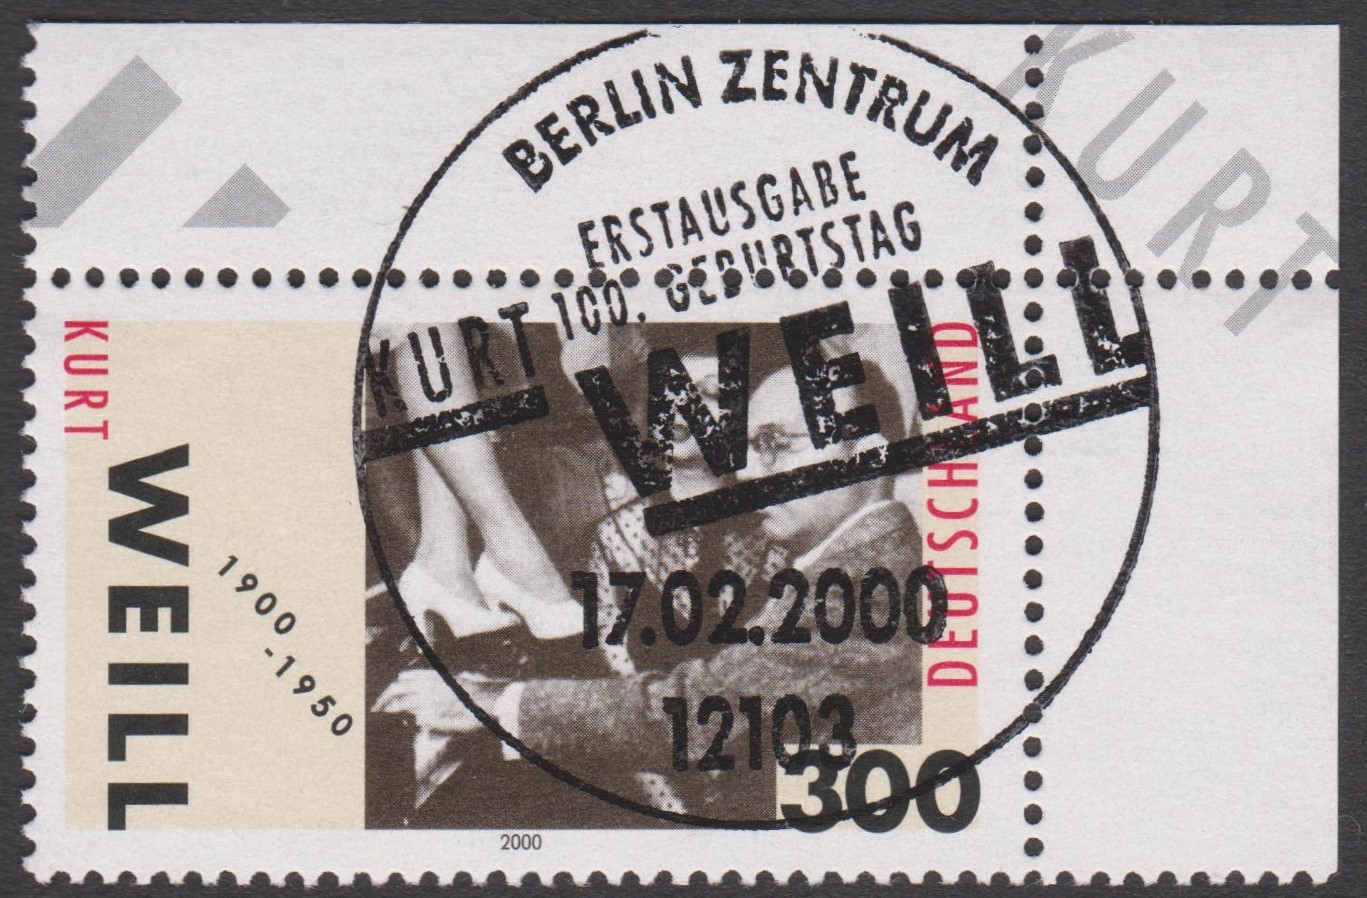 KURT
BERLIN ZENTRUM
ERSTAUSGABE
100. GEBURTSTAG
KURT WEILL
17.02.2000
12103
KURT
WEILL
1900-1950
DEUTSCHLAND
300
2000